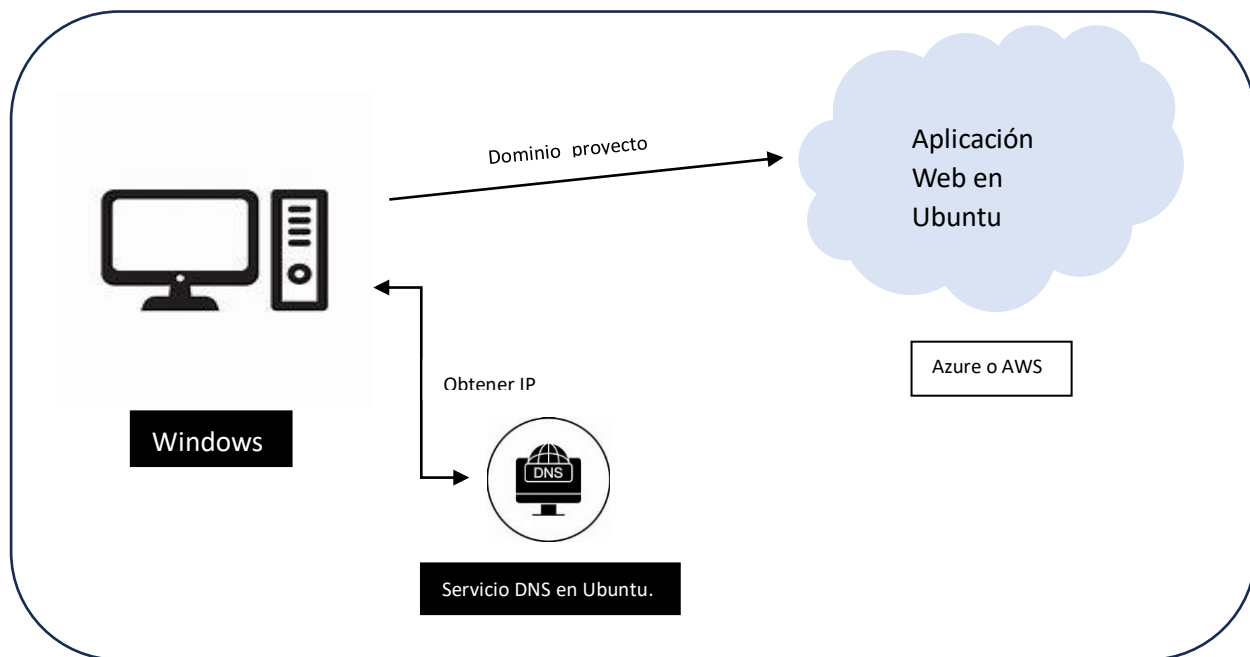 Dominio proyecto
Aplicación
Web en
Ubuntu
Azure o AWS
Obtener IP
Windows
DNS
Servicio DNS en Ubuntu.